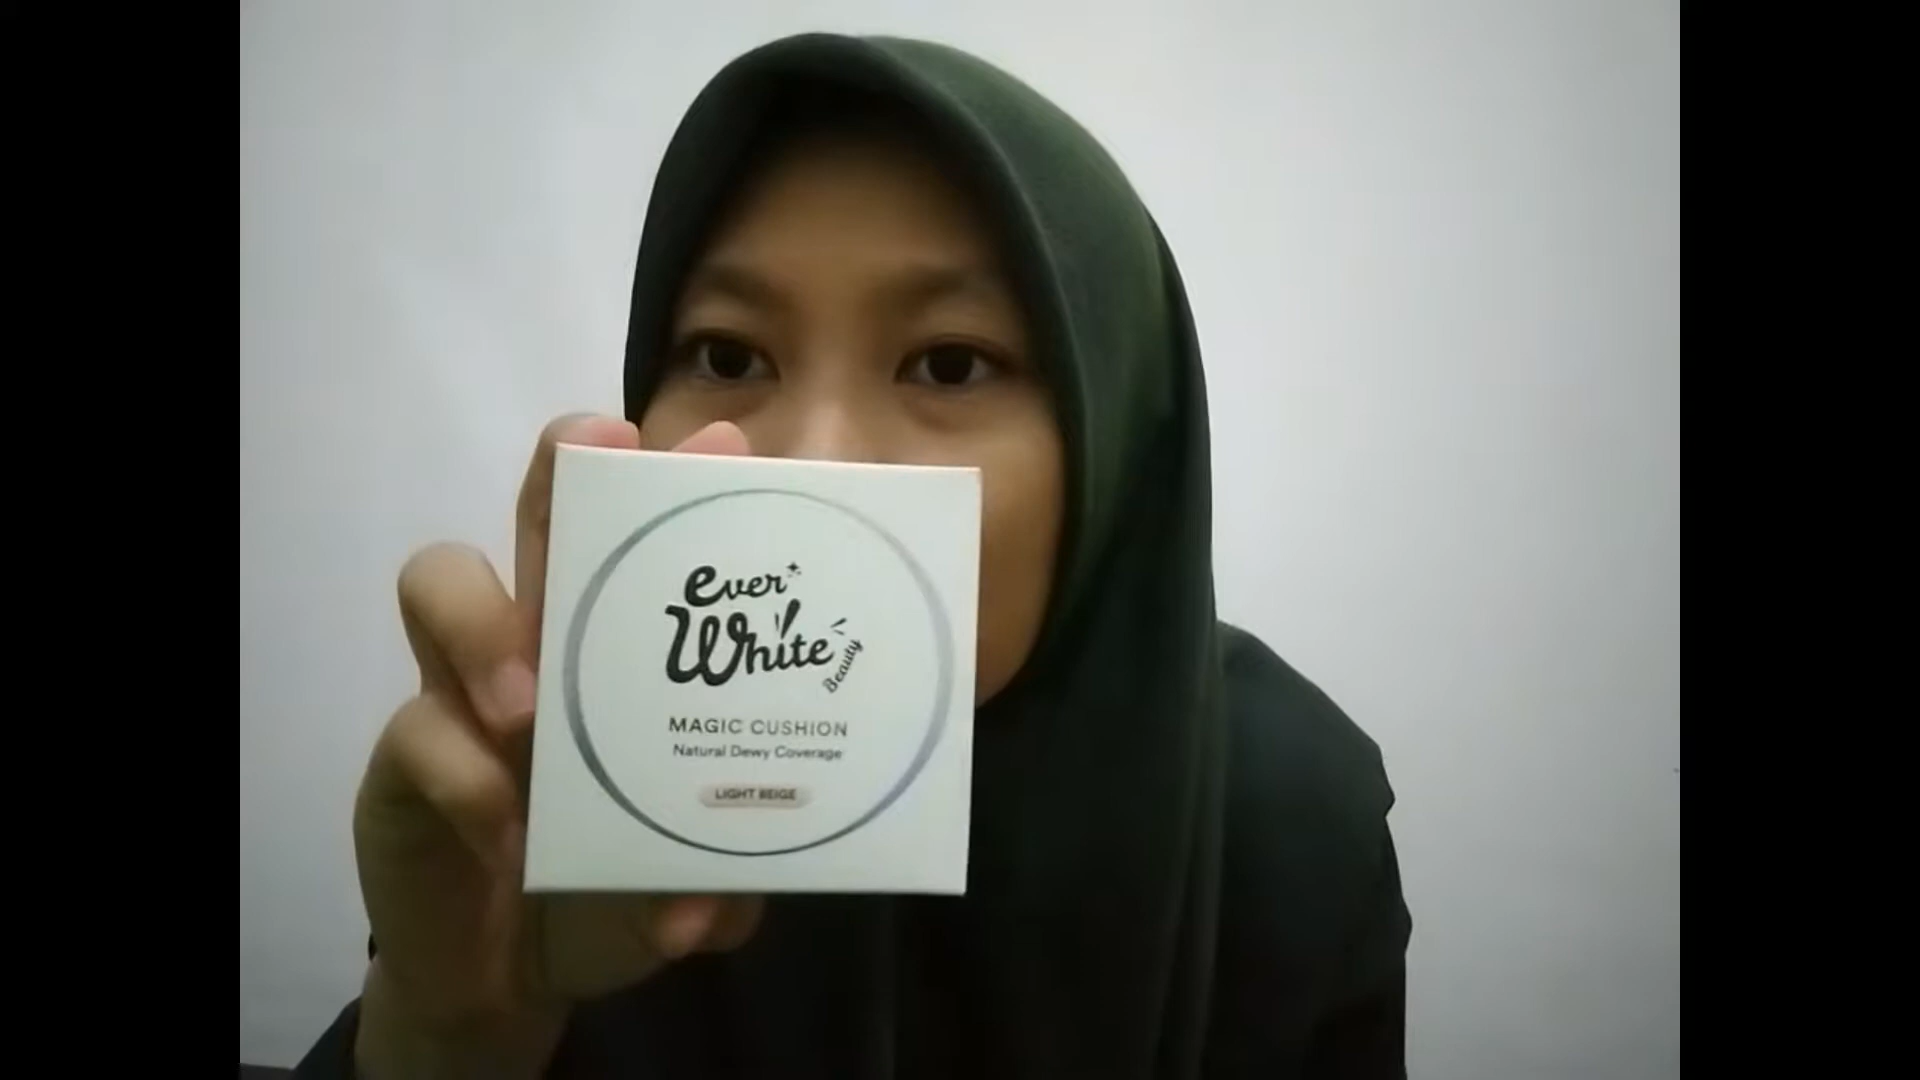 ever
White
Beauty
MAGIC CUSHION
Natural Dewy Coverage
LIGHT BEIGE